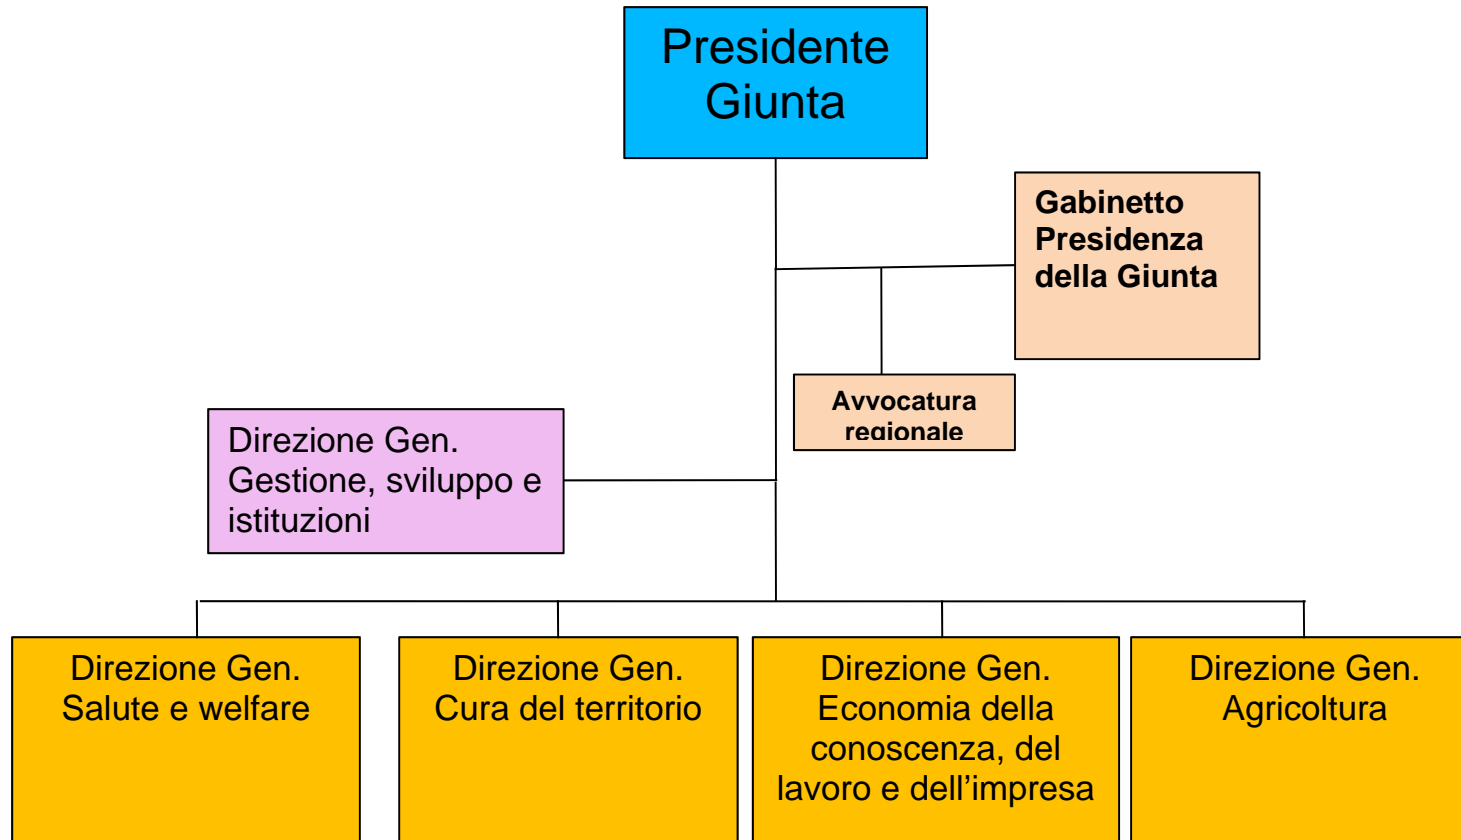 Presidente
Giunta
Gabinetto
Presidenza
della Giunta
Avvocatura
regionale
Direzione Gen.
Gestione, sviluppo e
istituzioni
Direzione Gen.
Salute e welfare
Direzione Gen.
Cura del territorio
Direzione Gen.
Economia della
conoscenza, del
lavoro e dell’impresa
Direzione Gen.
Agricoltura